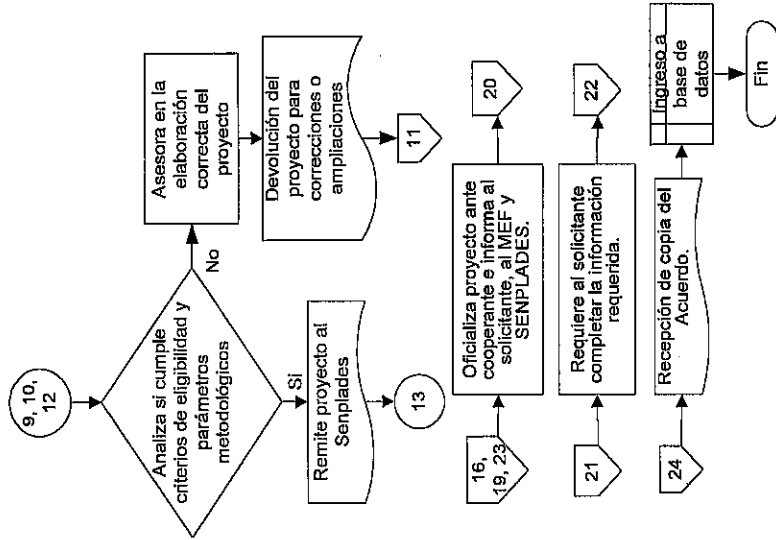 9, 10,
12
Analiza si cumple
criterios de eligibilidad y
parámetros
metodológicos
No
Asesora en la
elaboración
correcta del
proyecto
Devolución del
proyecto para
correcciones o
ampliaciones
11
Si
Remite proyecto al
Senplades
13
16,
19, 23
Oficializa proyecto ante
cooperante e informa al
solicitante, al MEF y
SENPLADES.
20
21
Requiere al solicitante
completar la información
requerida.
22
24
Recepción de copia del
Acuerdo.
Ingreso a
base de
datos
Fin